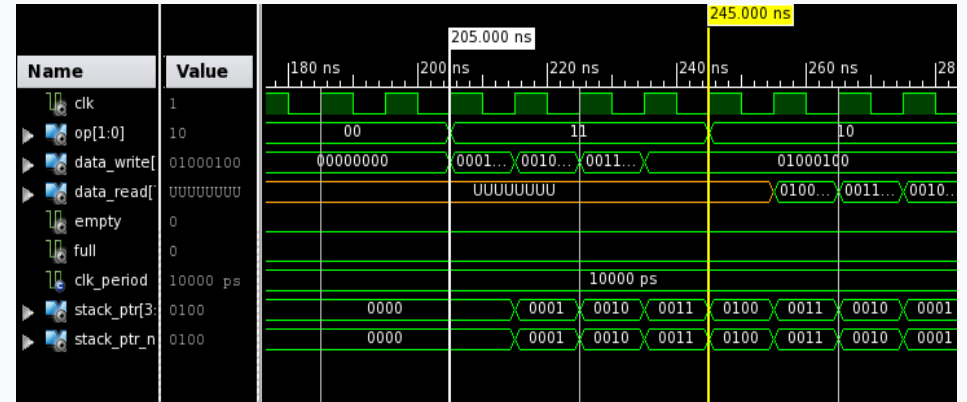 245.000 ns
205.000 ns
Name Value 180 ns 200 ns 220 ns 240 ns 260 ns 28
clk 1
op[1:0] 10 00 11 10
data_write[ 01000100 00000000 0001... 0010... 0011... 01000100
data_read[ UUUUUUUU UUUUUUUU 0100... 0011... 0010..
empty 0
full 0
clk_period 10000 ps 10000 ps
stack_ptr[3: 0100 0000 0001 0010 0011 0100 0011 0010 0001
stack_ptr_n 0100 0000 0001 0010 0011 0100 0011 0010 0001